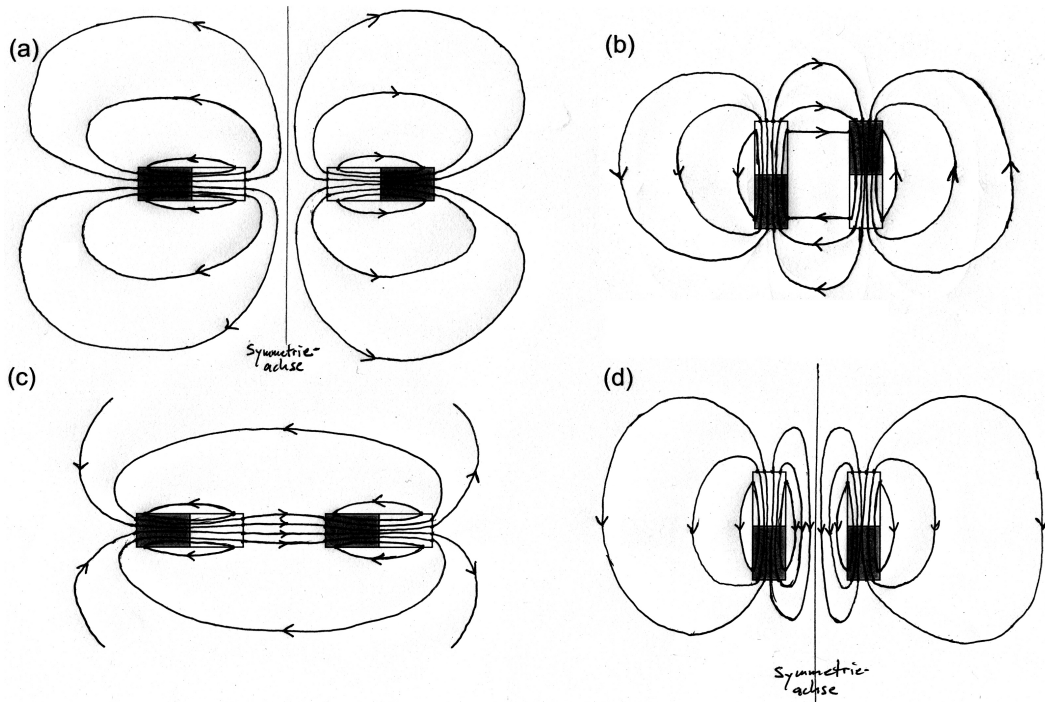 (a)
(b)
Symmetrie-
achse
(c)
(d)
Symmetrie-
achse